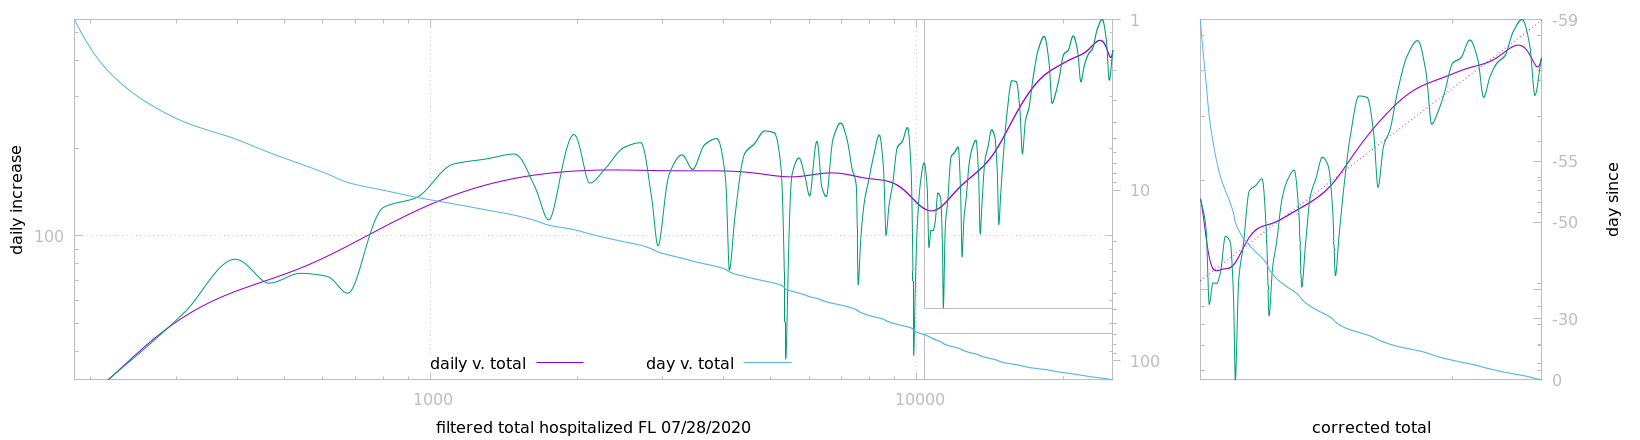 daily increase
100
1000
10000
1
10
100
daily v. total
day v. total
filtered total hospitalized FL 07/28/2020
-59
-55
-50
-30
0
day since
corrected total